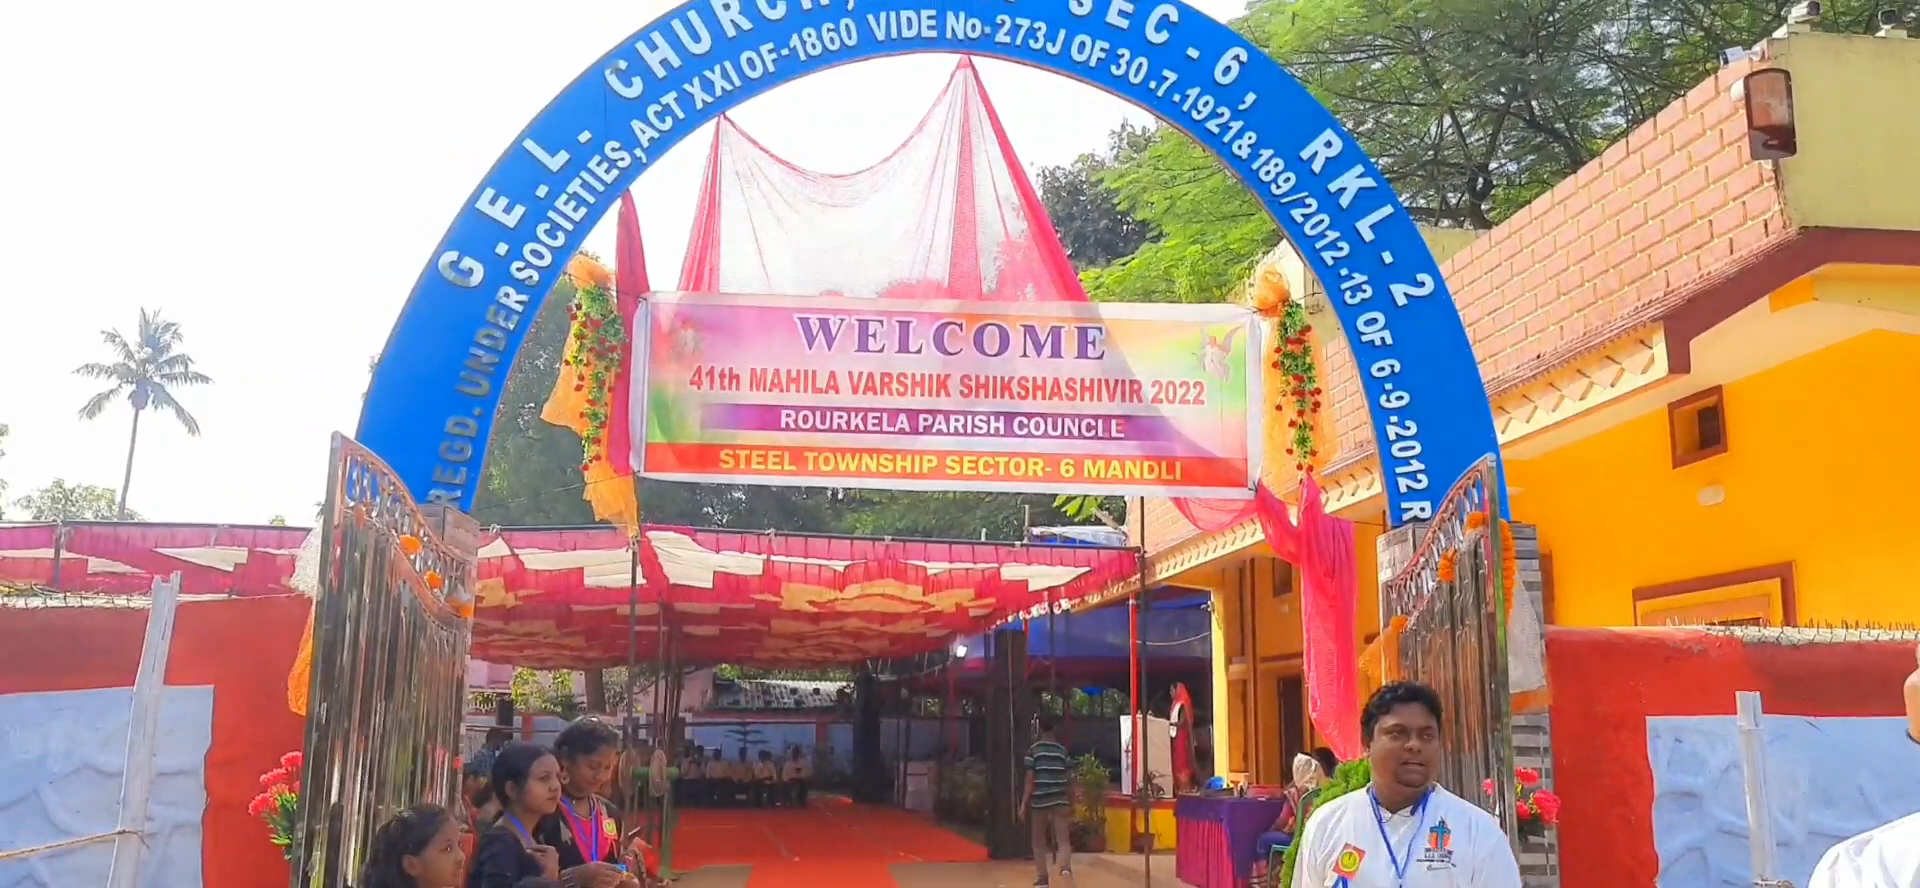 G.E.L. CHURCH, SEC-6, RKL-2
REGD. UNDER SOCIETIES, ACT XXI OF-1860 VIDE No-273J OF 30.7.1921&189/2012-13 OF 6-9-2012 R
WELCOME
41th MAHILA VARSHIK SHIKSHASHIVIR 2022
ROURKELA PARISH COUNCLE
STEEL TOWNSHIP SECTOR- 6 MANDLI